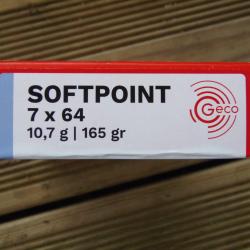 SOFTPOINT
7 x 64
10,7 g | 165 gr
Geco